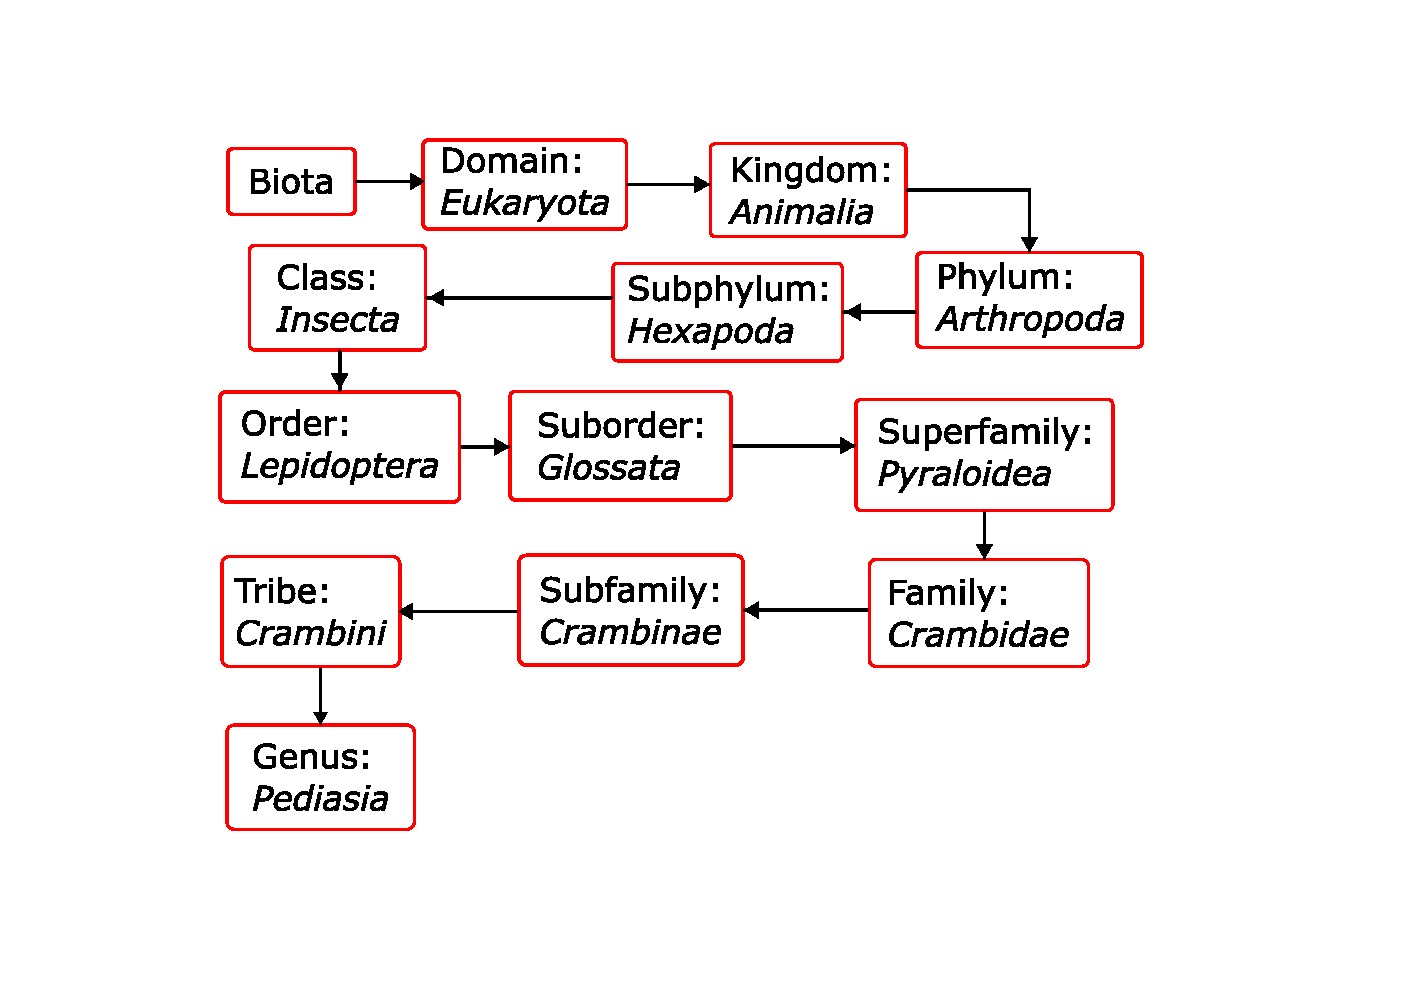 Biota
Domain:
Eukaryota
Kingdom:
Animalia
Phylum:
Arthropoda
Subphylum:
Hexapoda
Class:
Insecta
Order:
Lepidoptera
Suborder:
Glossata
Superfamily:
Pyraloidea
Family:
Crambidae
Subfamily:
Crambinae
Tribe:
Crambini
Genus:
Pediasia